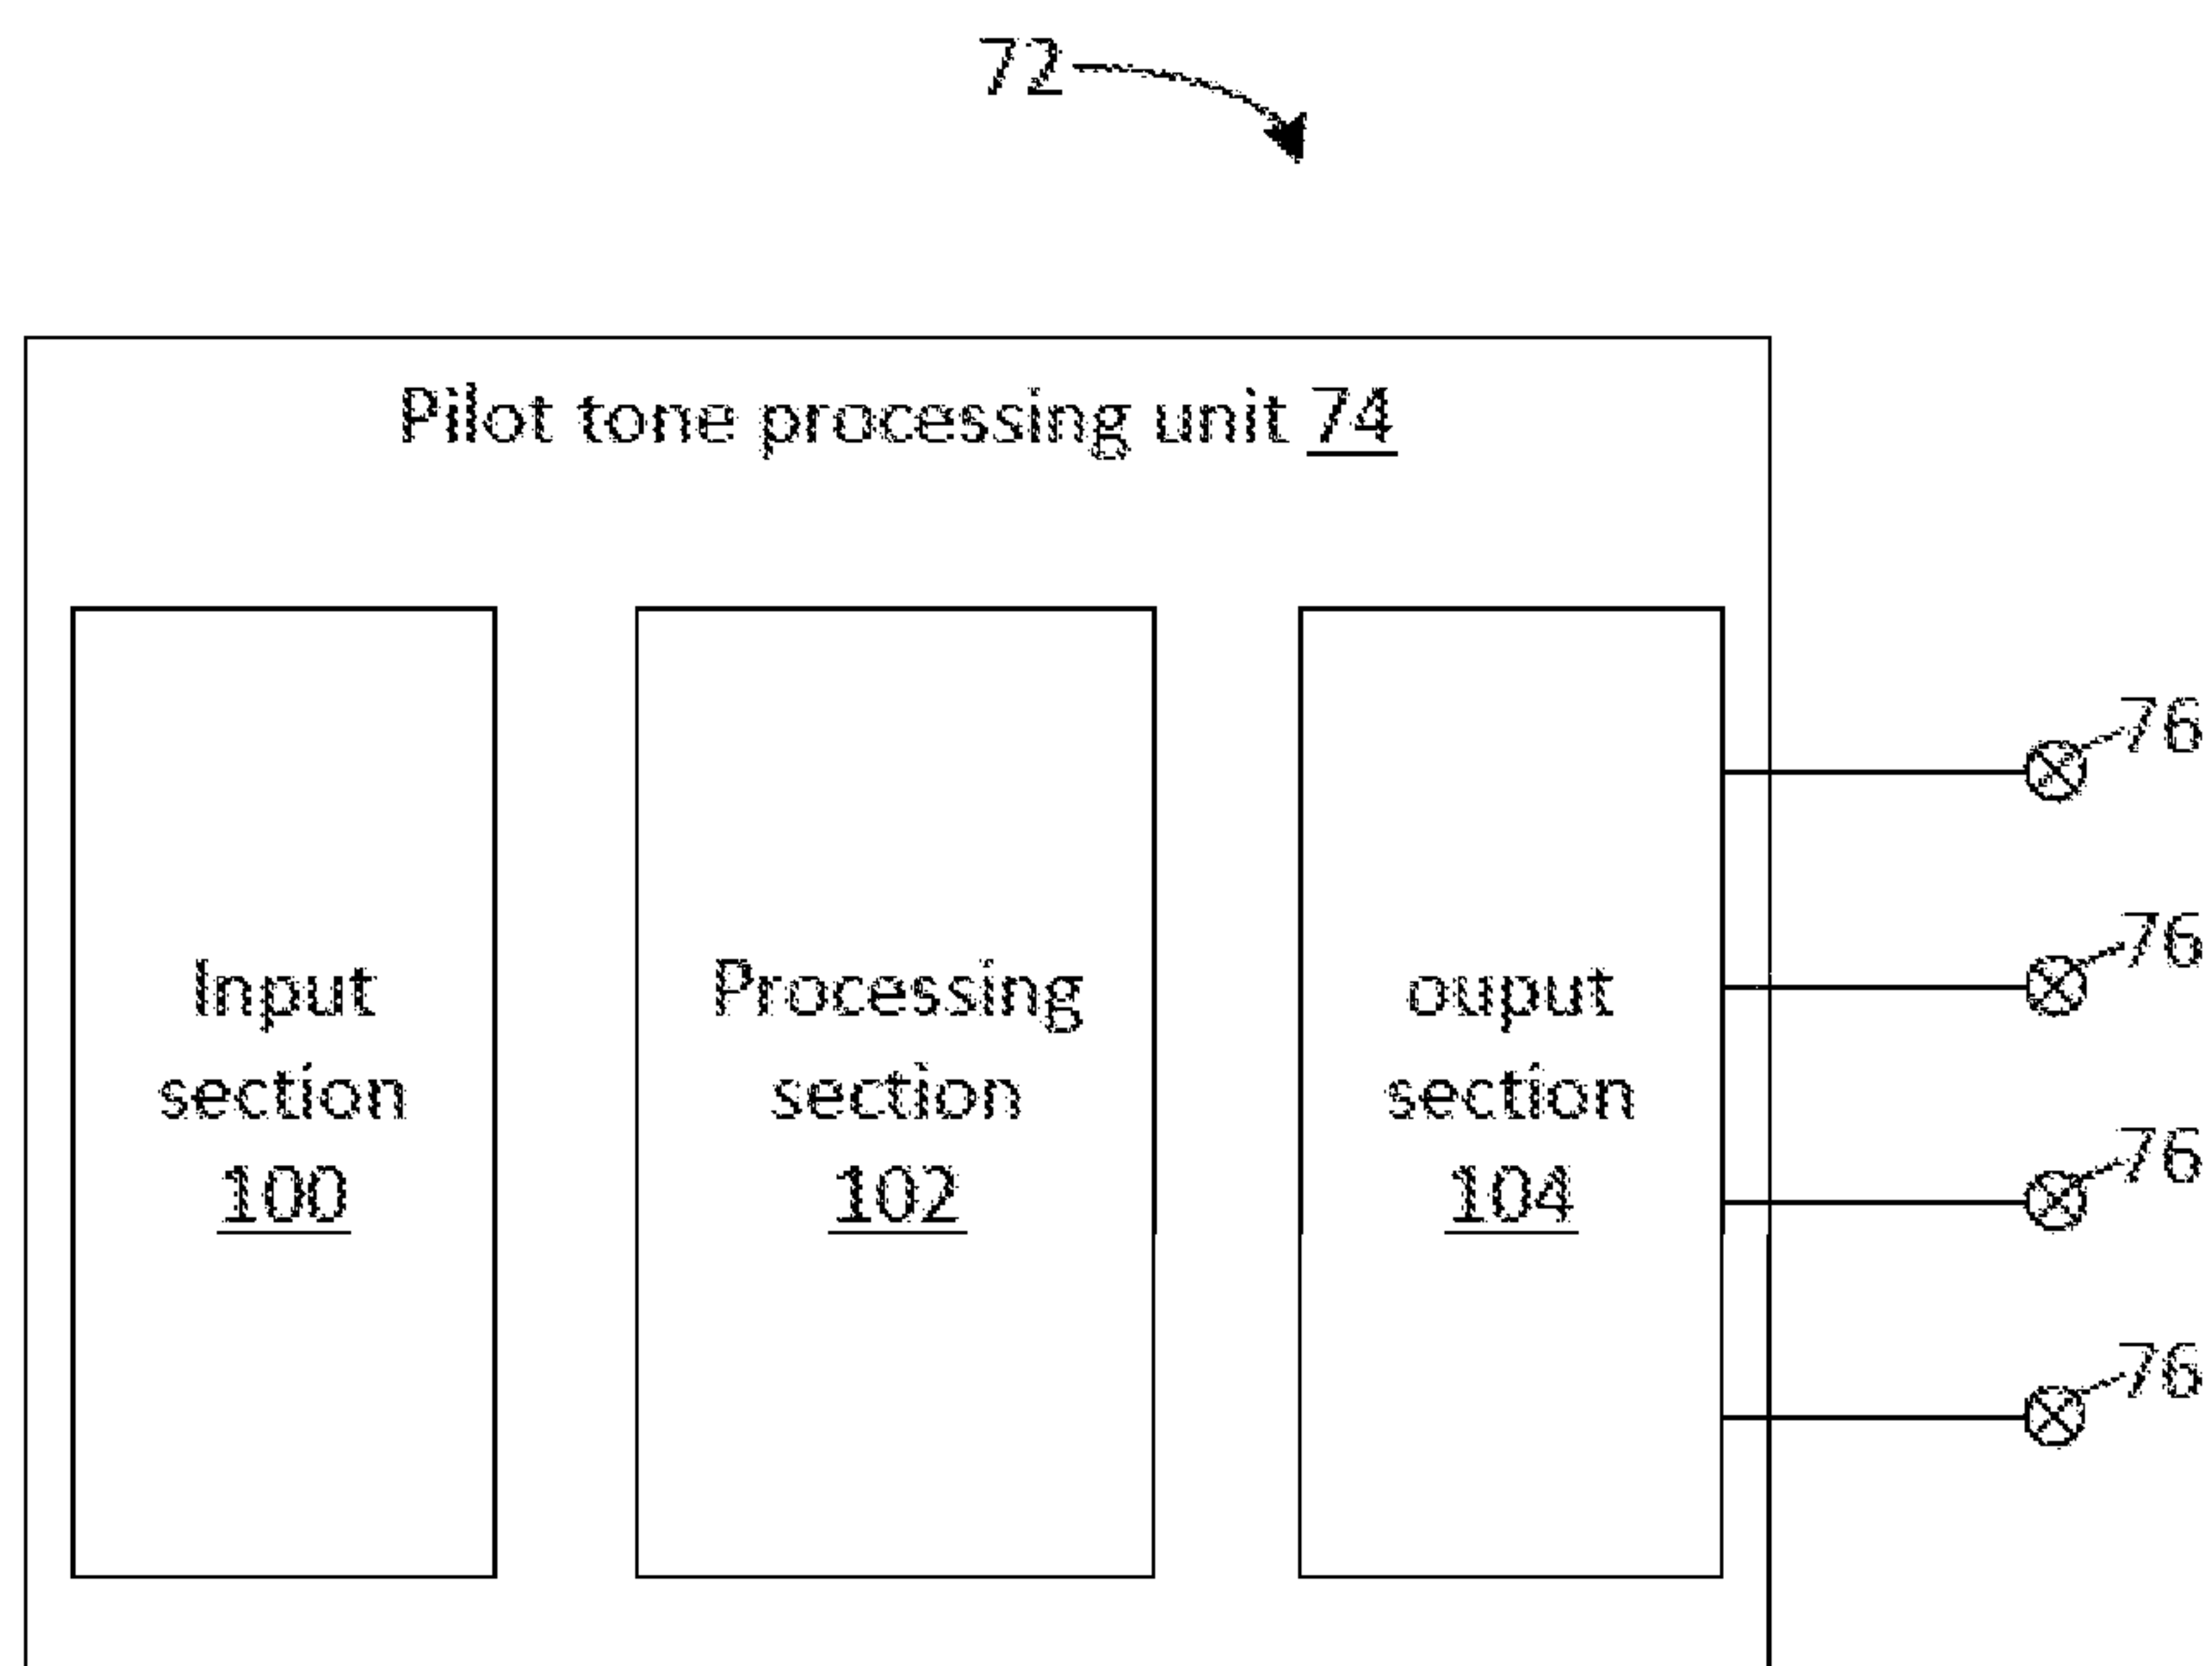 72
Pilot tone processing unit 74
Input
section
100
Processing
section
102
ouput
section
104
76
76
76
76